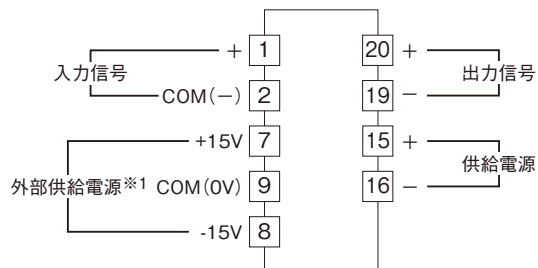 + 1
入力信号
COM(−) 2
+15V 7
外部供給電源※1 COM(0V) 9
-15V 8
20 +
出力信号
19 −
15 +
供給電源
16 −